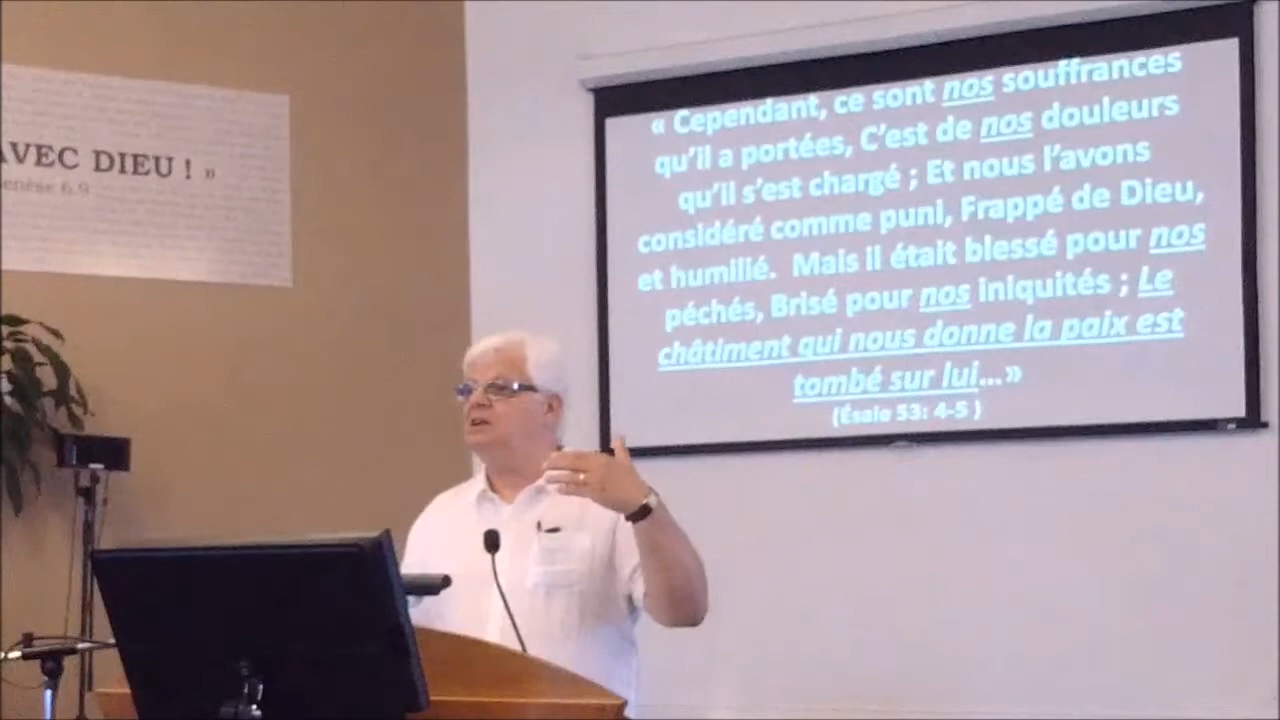 AVEC DIEU ! »
enèse 6.9
« Cependant, ce sont nos souffrances
qu'il a portées, C'est de nos douleurs
qu'il s'est chargé ; Et nous l'avons
considéré comme puni, Frappé de Dieu,
et humilié. Mais il était blessé pour nos
péchés, Brisé pour nos iniquités ; Le
châtiment qui nous donne la paix est
tombé sur lui...»
(Ésaïe 53: 4-5 )